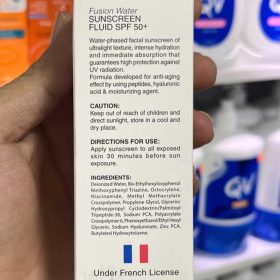 Fusion Water
SUNSCREEN
FLUID SPF 50+
Water-phased facial sunscreen of
ultralight texture, intense hydration
and immediate absorption that
guarantees high protection against
UV radiation.
Formula developed for anti-aging
effect by using peptides, hyaluronic
acid & moisturizing agent.
CAUTION:
Keep out of reach of children and
direct sunlight, store in a cool and
dry place.
DIRECTIONS FOR USE:
Apply sunscreen to all exposed
skin 30 minutes before sun
exposure.
INGREDIENTS:
Deionized Water, Bis-Ethylhexyloxyphenol
Methoxyphenyl Triazine, Octocrylene,
Niacinamide, Methyl Methacrylate
Crosspolymer, Propylene Glycol, Glycerin/
Hydroxypropyl Cyclodextrin/Palmitoyl
Tripeptide-38, Sodium PCA, Polyacrylate
Crosspolymer-6, Phenoxyethanol/Ethyl Hexyl
Glycerin, Sodium Hyaluronate, Zinc PCA,
Butylated Hydroxytoluene.
Under French License
QV
QV